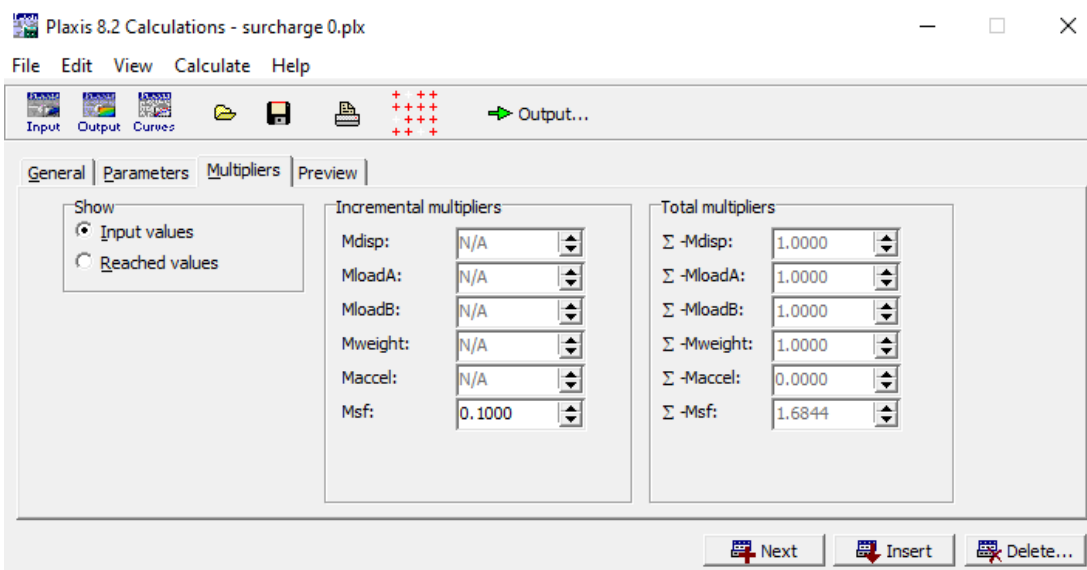 Plaxis 8.2 Calculations - surcharge 0.plx
File Edit View Calculate Help
PLAXIS PLAXIS PLAXIS
Input Output Curves Output...
General Parameters Multipliers Preview
Show
Input values
Reached values
Incremental multipliers
Mdisp: N/A
MloadA: N/A
MloadB: N/A
Mweight: N/A
Maccel: N/A
Msf: 0.1000
Total multipliers
Σ -Mdisp: 1.0000
Σ -MloadA: 1.0000
Σ -MloadB: 1.0000
Σ -Mweight: 1.0000
Σ -Maccel: 0.0000
Σ -Msf: 1.6844
Next Insert Delete...